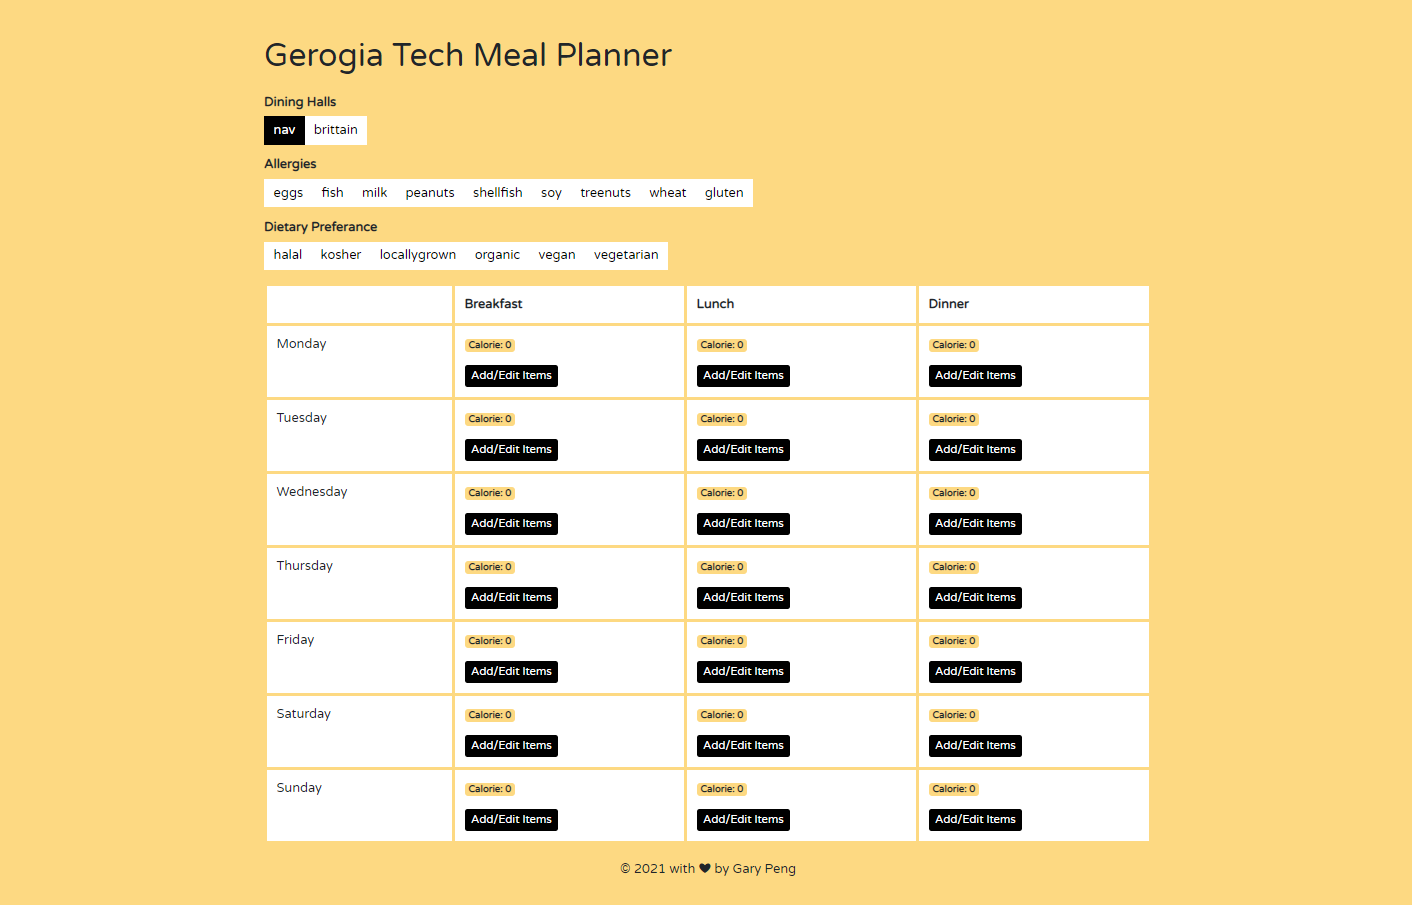 Gerogia Tech Meal Planner
Dining Halls
nav brittain
Allergies
eggs fish milk peanuts shellfish soy treenuts wheat gluten
Dietary Preferance
halal kosher locallygrown organic vegan vegetarian
Breakfast Lunch Dinner
Monday Calorie: 0 Calorie: 0 Calorie: 0
Add/Edit Items Add/Edit Items Add/Edit Items
Tuesday Calorie: 0 Calorie: 0 Calorie: 0
Add/Edit Items Add/Edit Items Add/Edit Items
Wednesday Calorie: 0 Calorie: 0 Calorie: 0
Add/Edit Items Add/Edit Items Add/Edit Items
Thursday Calorie: 0 Calorie: 0 Calorie: 0
Add/Edit Items Add/Edit Items Add/Edit Items
Friday Calorie: 0 Calorie: 0 Calorie: 0
Add/Edit Items Add/Edit Items Add/Edit Items
Saturday Calorie: 0 Calorie: 0 Calorie: 0
Add/Edit Items Add/Edit Items Add/Edit Items
Sunday Calorie: 0 Calorie: 0 Calorie: 0
Add/Edit Items Add/Edit Items Add/Edit Items
© 2021 with ♥ by Gary Peng